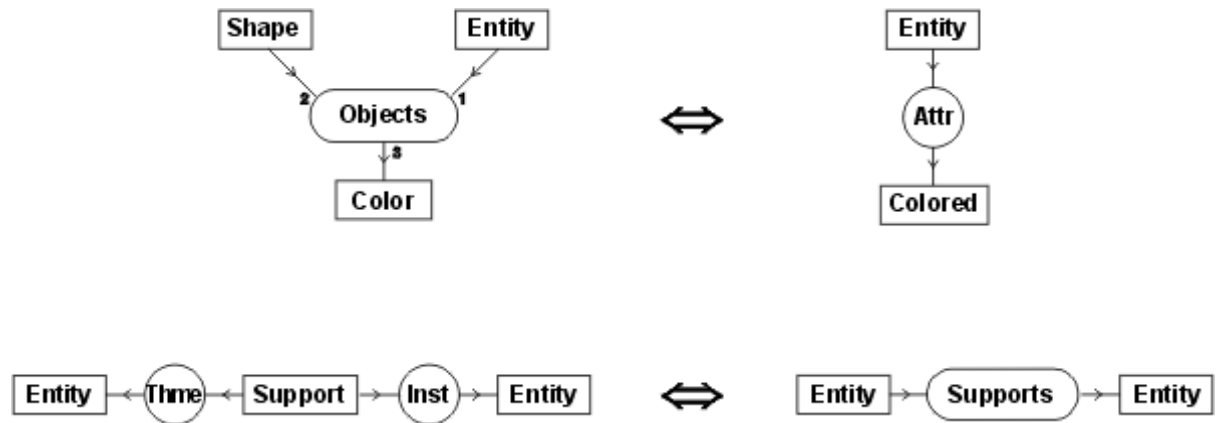 Shape Entity Entity
2 Objects 1 Attr
3
Color Colored
Entity Thme Support Inst Entity Entity Supports Entity